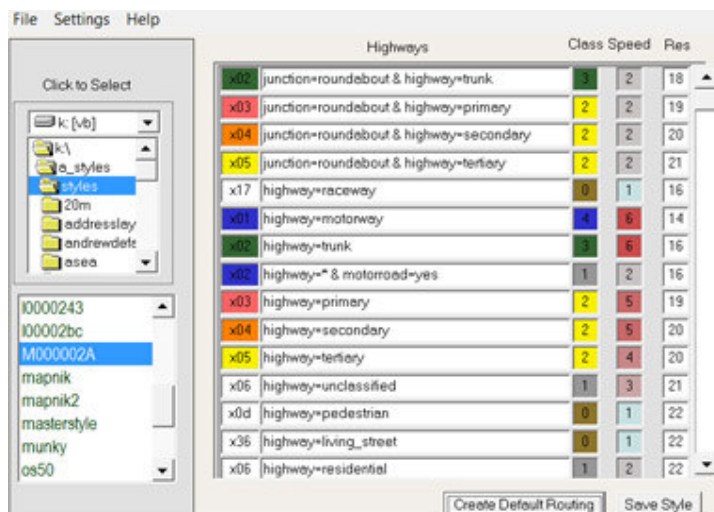 File Settings Help
Highways Class Speed Res
Click to Select
k: [vb]
k:\
a_styles
styles
20m
addresslay
andrewdefa
asea
l0000243
l00002bc
M000002A
mapnik
mapnik2
masterstyle
munky
os50
x02 junction=roundabout & highway=trunk 3 2 18
x03 junction=roundabout & highway=primary 2 2 19
x04 junction=roundabout & highway=secondary 2 2 20
x05 junction=roundabout & highway=tertiary 2 2 21
x17 highway=raceway 0 1 16
x01 highway=motorway 4 6 14
x02 highway=trunk 3 6 16
x02 highway=* & motorroad=yes 1 2 16
x03 highway=primary 2 5 19
x04 highway=secondary 2 5 20
x05 highway=tertiary 2 4 20
x06 highway=unclassified 1 3 21
x0d highway=pedestrian 0 1 22
x36 highway=living_street 0 1 22
x06 highway=residential 1 2 22
Create Default Routing Save Style